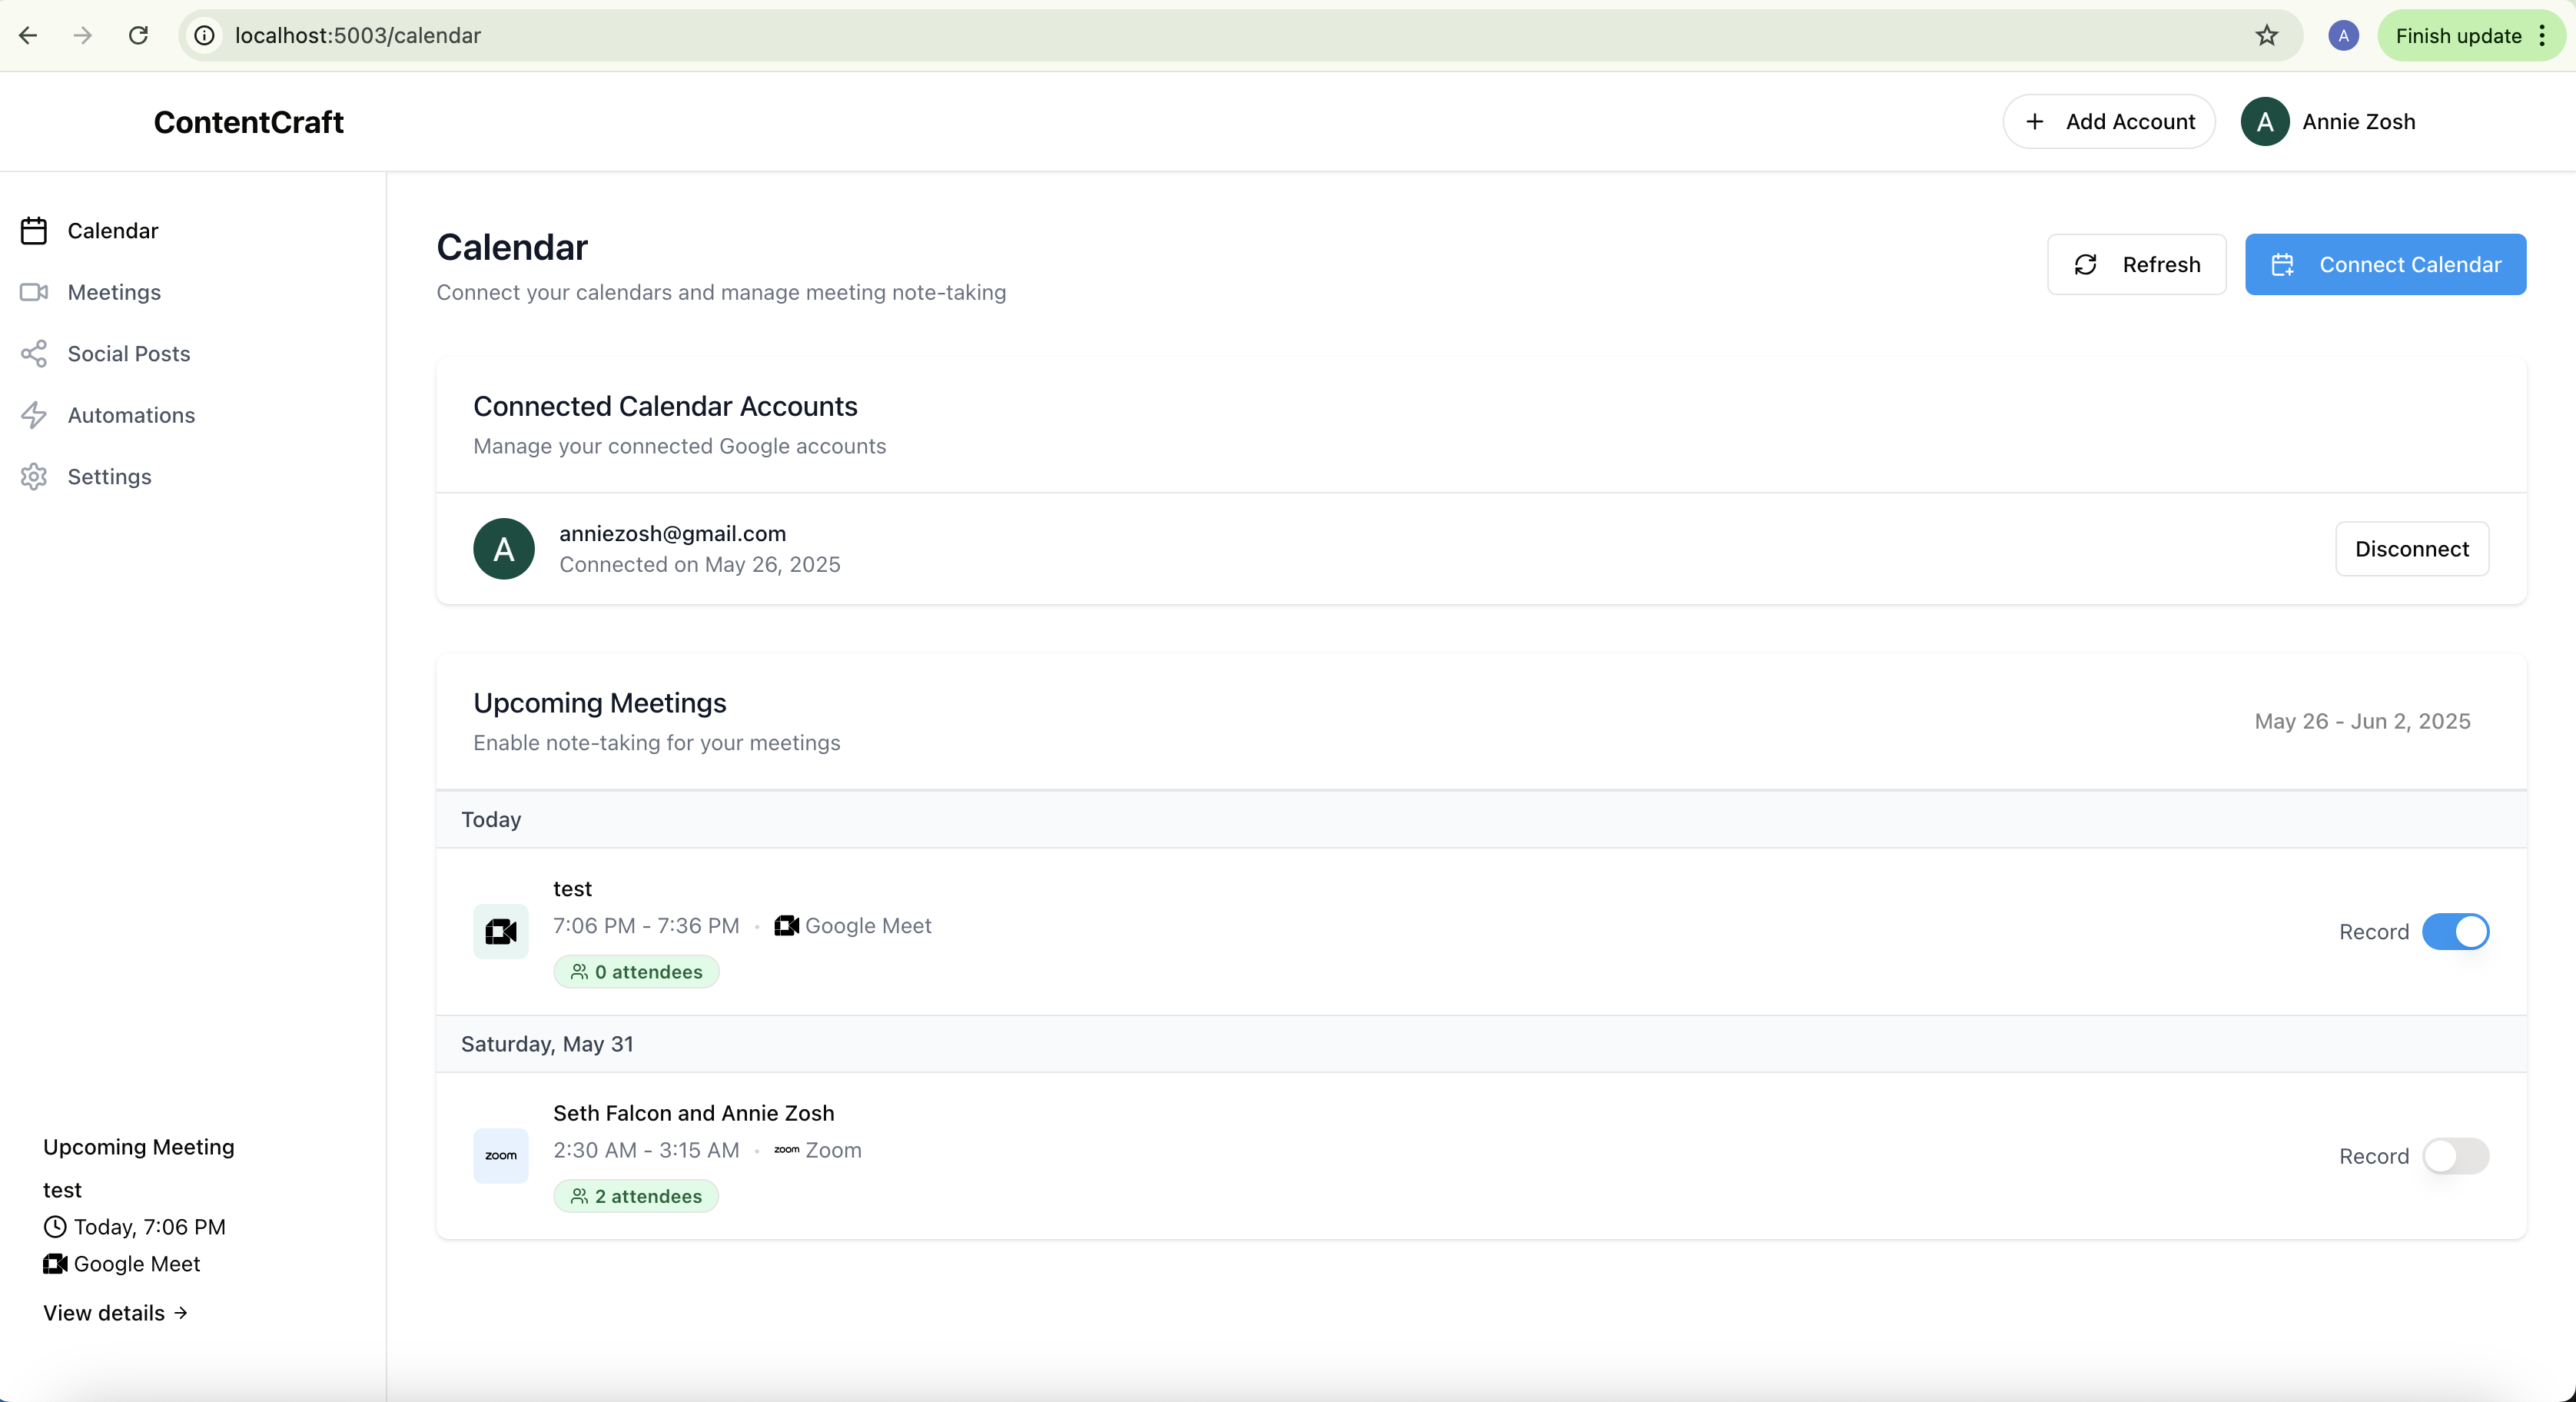 localhost:5003/calendar
A
Finish update
ContentCraft
Add Account
A
Annie Zosh
Calendar
Meetings
Social Posts
Automations
Settings
Calendar
Connect your calendars and manage meeting note-taking
Refresh
Connect Calendar
Connected Calendar Accounts
Manage your connected Google accounts
A
anniezosh@gmail.com
Connected on May 26, 2025
Disconnect
Upcoming Meetings
Enable note-taking for your meetings
May 26 - Jun 2, 2025
Today
test
7:06 PM - 7:36 PM • Google Meet
0 attendees
Record
Saturday, May 31
Seth Falcon and Annie Zosh
zoom
2:30 AM - 3:15 AM • zoom Zoom
2 attendees
Record
Upcoming Meeting
test
Today, 7:06 PM
Google Meet
View details →